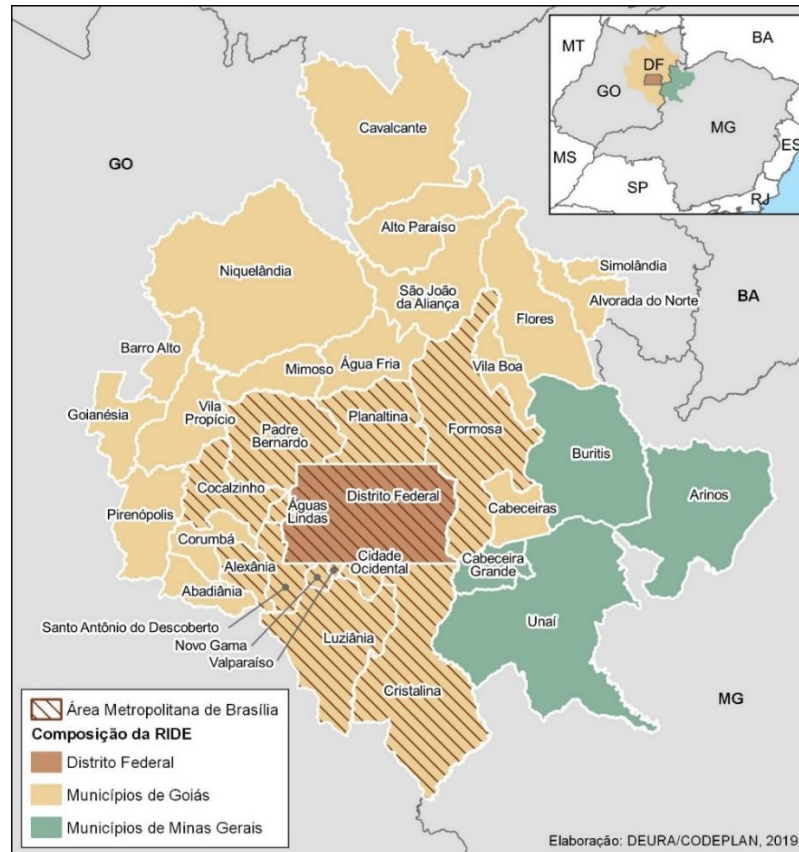 MT
BA
DF
GO
MG
MS
ES
SP
RJ
GO
Cavalcante
Alto Paraíso
Niquelândia
São João
da Aliança
Simolândia
Flores
Alvorada do Norte
BA
Barro Alto
Mimoso
Água Fria
Vila Boa
Goianésia
Vila
Propício
Padre
Bernardo
Planaltina
Formosa
Buritis
Arinos
Cocalzinho
Águas
Lindas
Distrito Federal
Cabeceiras
Pirenópolis
Corumbá
Alexânia
Cidade
Ocidental
Cabeceira
Grande
Abadiânia
Unaí
Santo Antônio do Descoberto
Novo Gama
Valparaíso
Luziânia
Cristalina
MG
Área Metropolitana de Brasília
Composição da RIDE
Distrito Federal
Municípios de Goiás
Municípios de Minas Gerais
Elaboração: DEURA/CODEPLAN, 2019